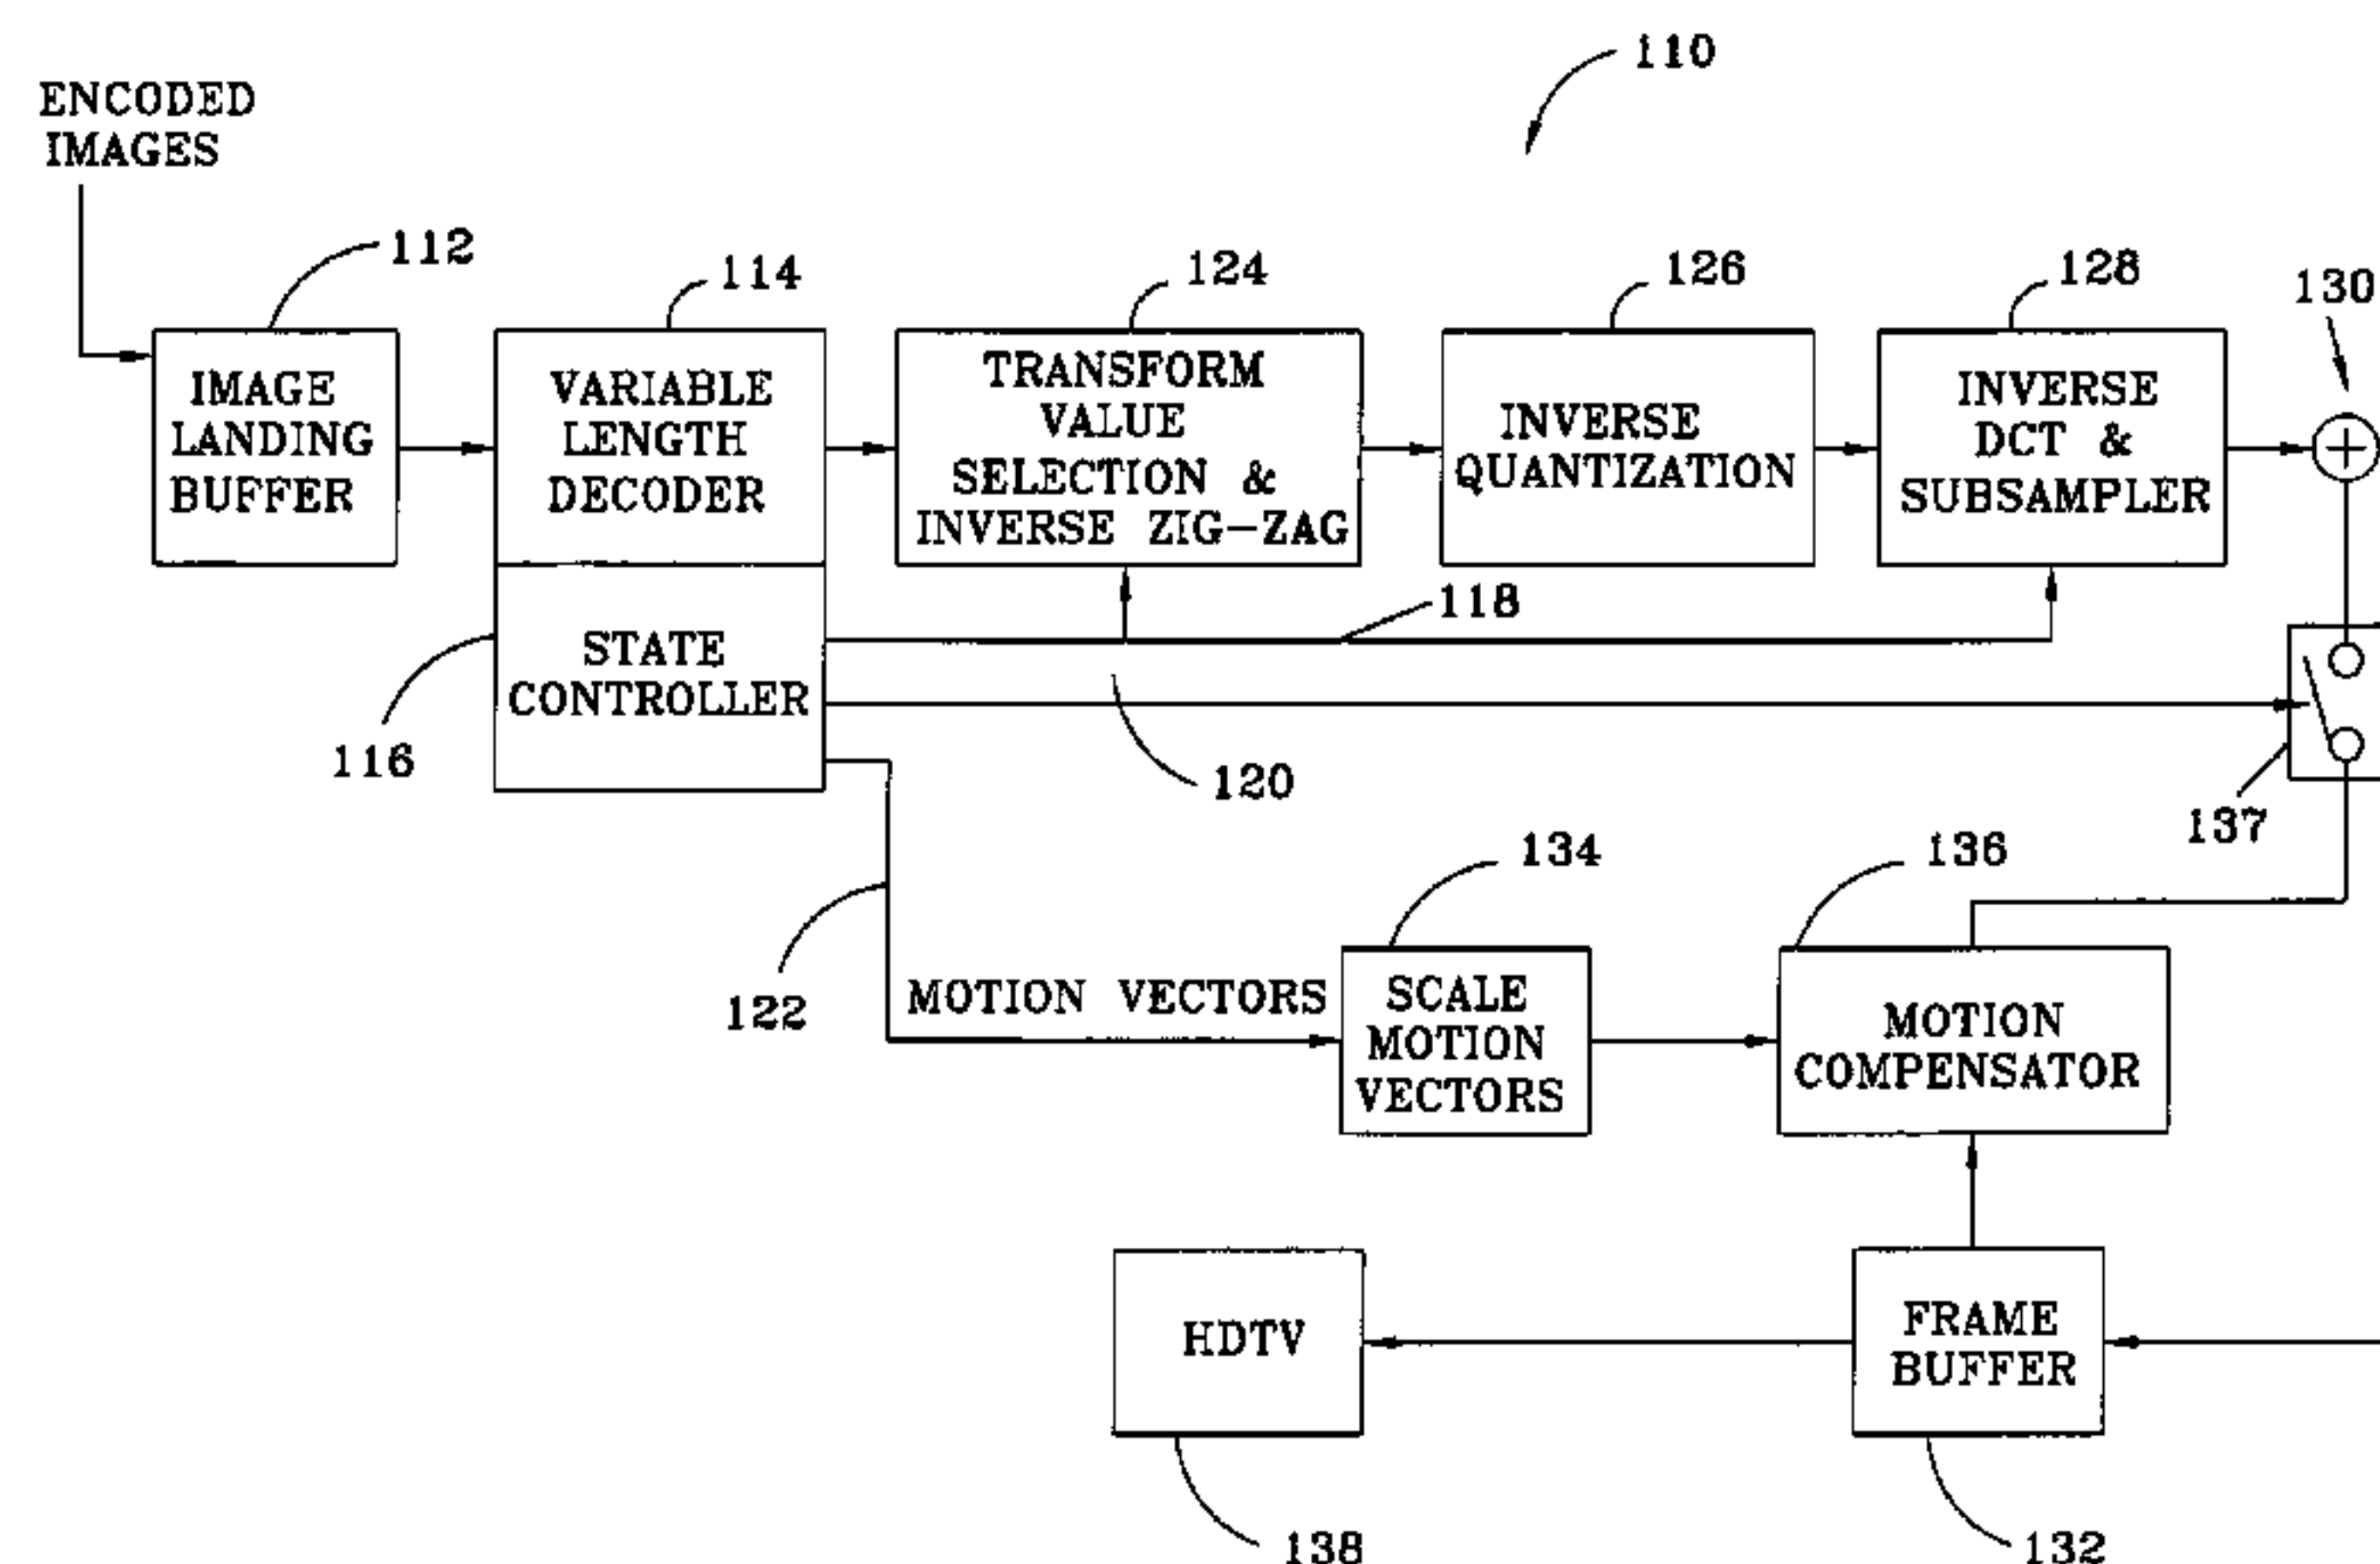 110
ENCODED
IMAGES
112
114
124
126
128
130
IMAGE
LANDING
BUFFER
VARIABLE
LENGTH
DECODER
TRANSFORM
VALUE
SELECTION &
INVERSE ZIG-ZAG
INVERSE
QUANTIZATION
INVERSE
DCT &
SUBSAMPLER
+
118
STATE
CONTROLLER
116
120
137
134
136
122
MOTION VECTORS
SCALE
MOTION
VECTORS
MOTION
COMPENSATOR
HDTV
FRAME
BUFFER
138
132